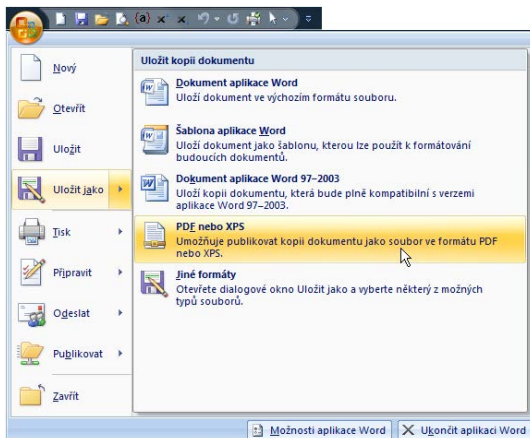 {a}
Nový
Otevřít
Uložit
Uložit jako
Tisk
Připravit
Odeslat
Publikovat
Zavřít
Uložit kopii dokumentu
Dokument aplikace Word
Uloží dokument ve výchozím formátu souboru.
Šablona aplikace Word
Uloží dokument jako šablonu, kterou lze použít k formátování
budoucích dokumentů.
Dokument aplikace Word 97–2003
Uloží kopii dokumentu, která bude plně kompatibilní s verzemi
aplikace Word 97–2003.
PDF nebo XPS
Umožňuje publikovat kopii dokumentu jako soubor ve formátu PDF
nebo XPS.
Jiné formáty
Otevřete dialogové okno Uložit jako a vyberte některý z možných
typů souborů.
Možnosti aplikace Word
Ukončit aplikaci Word